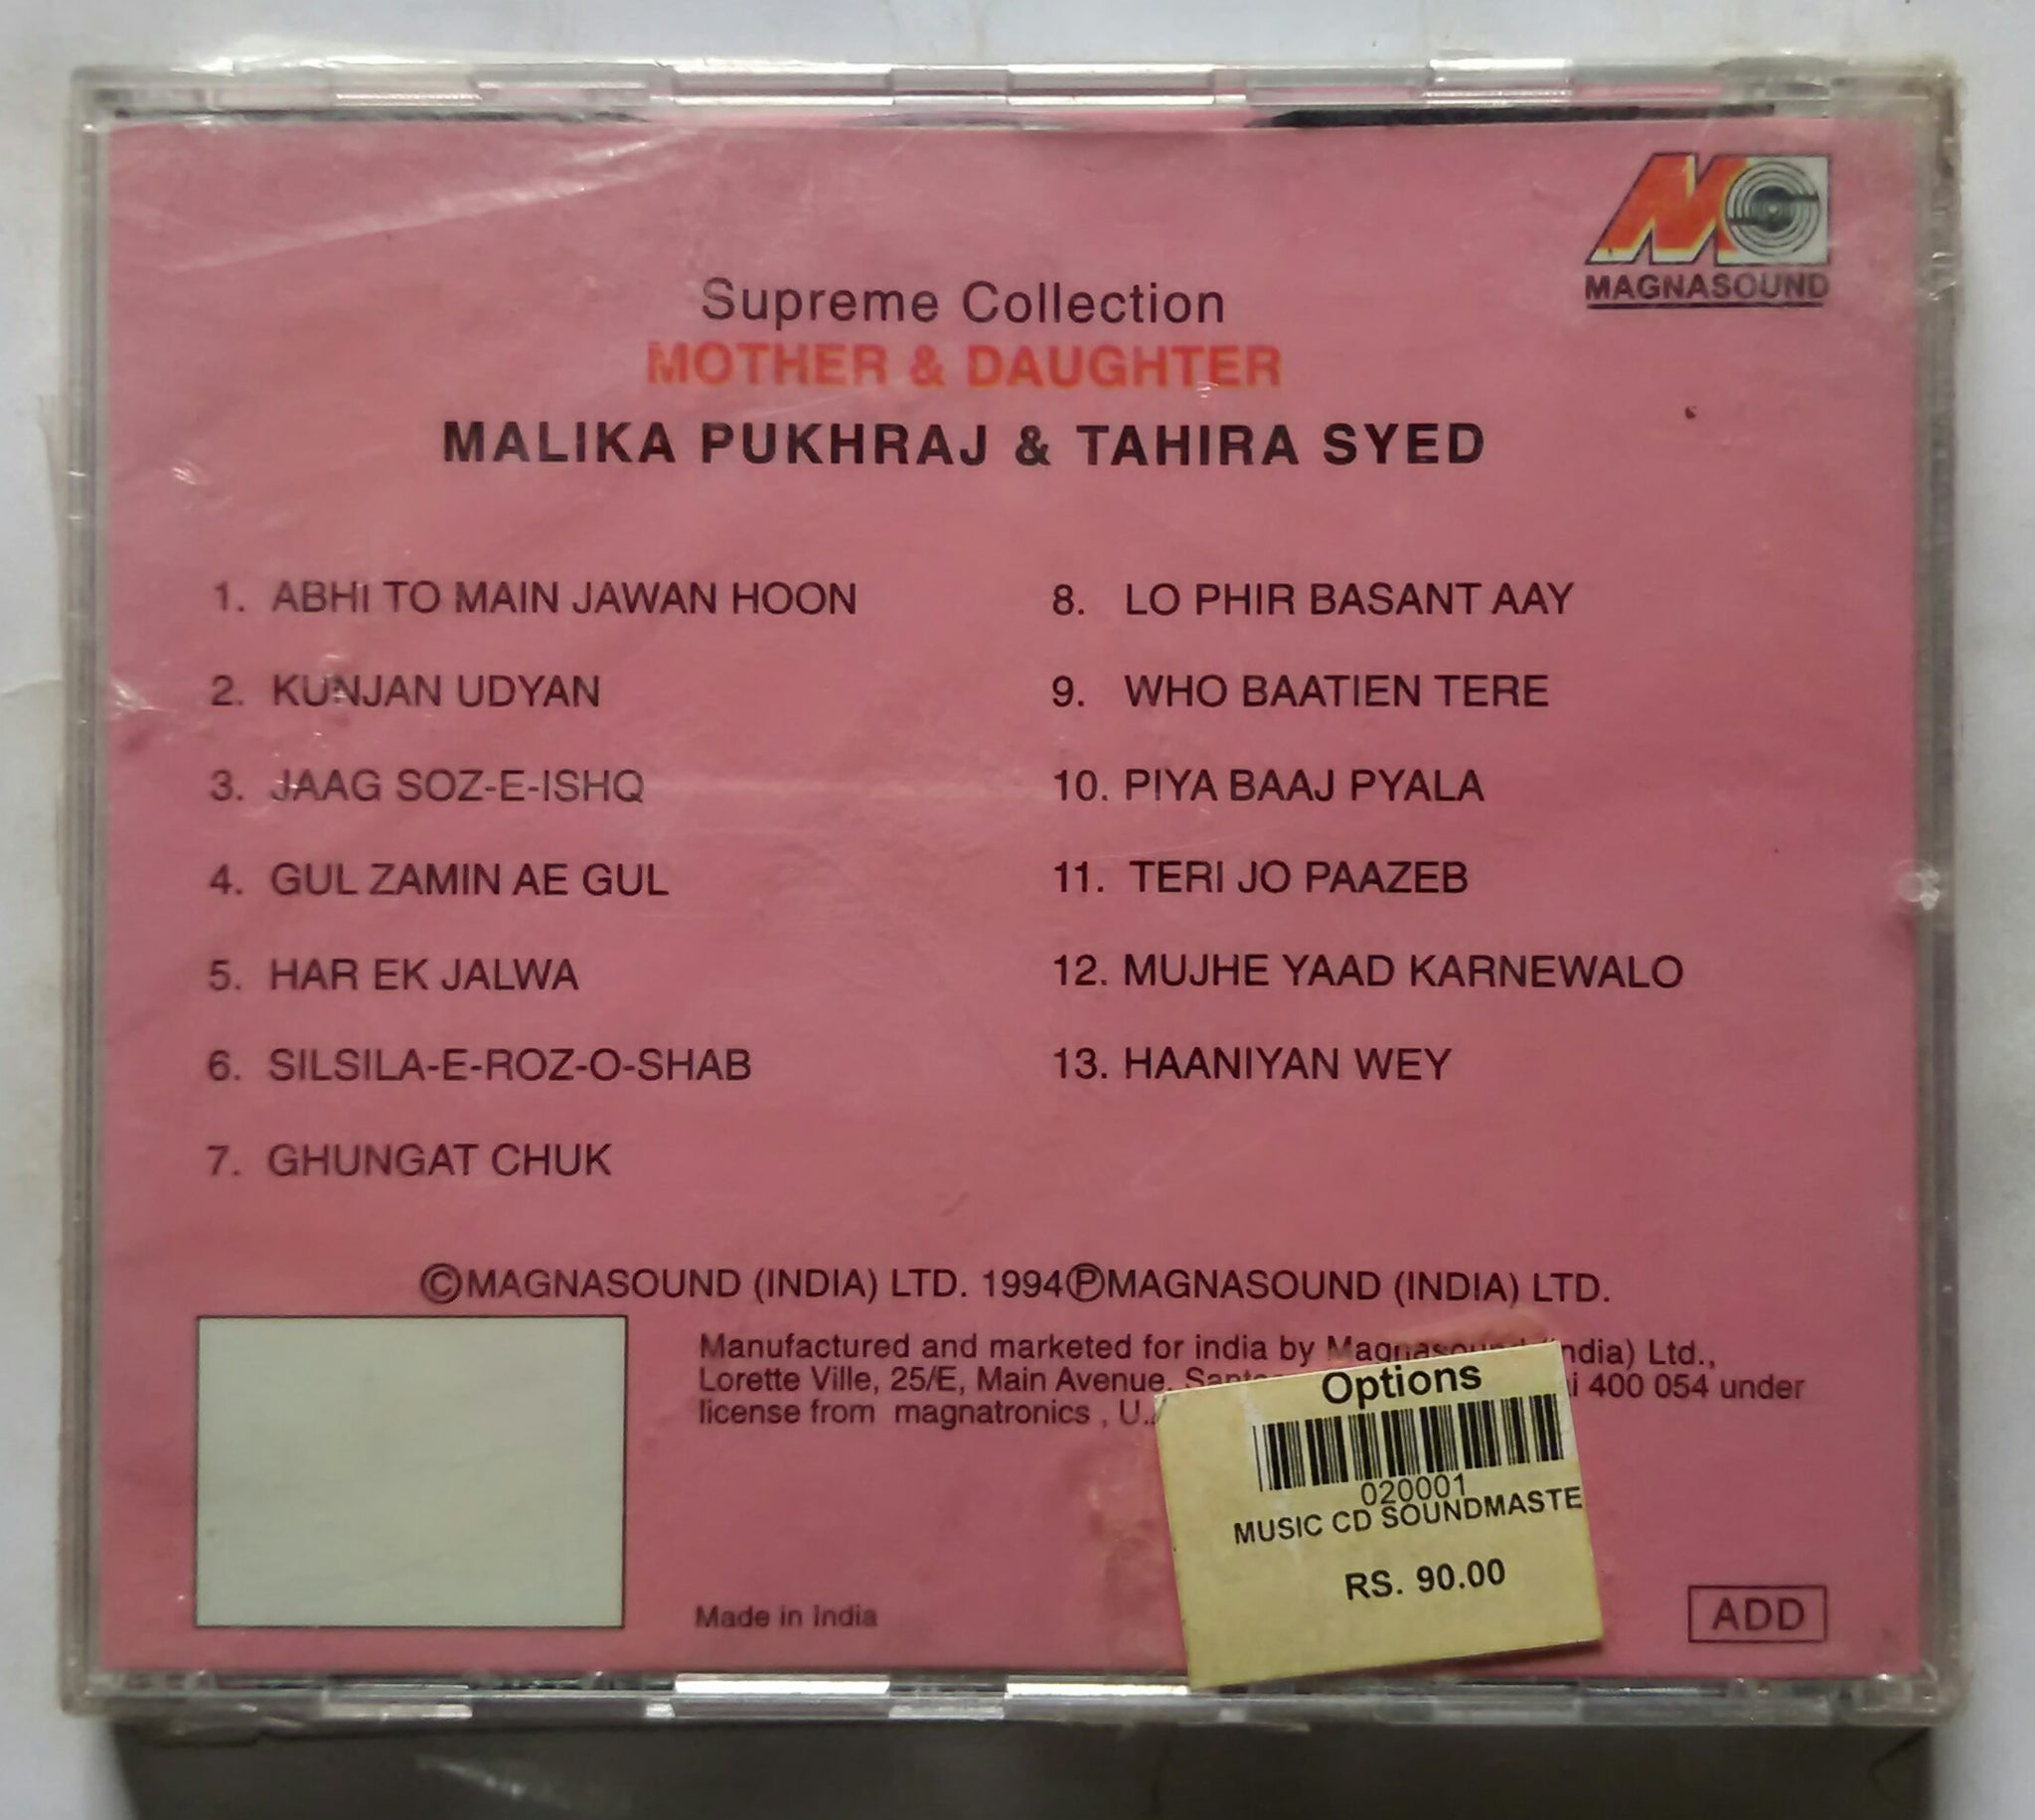 MAGNASOUND
Supreme Collection
MOTHER & DAUGHTER
MALIKA PUKHRAJ & TAHIRA SYED
1. ABHI TO MAIN JAWAN HOON
2. KUNJAN UDYAN
3. JAAG SOZ-E-ISHQ
4. GUL ZAMIN AE GUL
5. HAR EK JALWA
6. SILSILA-E-ROZ-O-SHAB
7. GHUNGAT CHUK
8. LO PHIR BASANT AAY
9. WHO BAATIEN TERE
10. PIYA BAAJ PYALA
11. TERI JO PAAZEB
12. MUJHE YAAD KARNEWALO
13. HAANIYAN WEY
©MAGNASOUND (INDIA) LTD. 1994℗MAGNASOUND (INDIA) LTD.
Manufactured and marketed for india by Magnasound (India) Ltd.,
Lorette Ville, 25/E, Main Avenue, 400 054 under
license from magnatronics ,
Options
020001
MUSIC CD SOUNDMASTE
RS. 90.00
Made in India
ADD